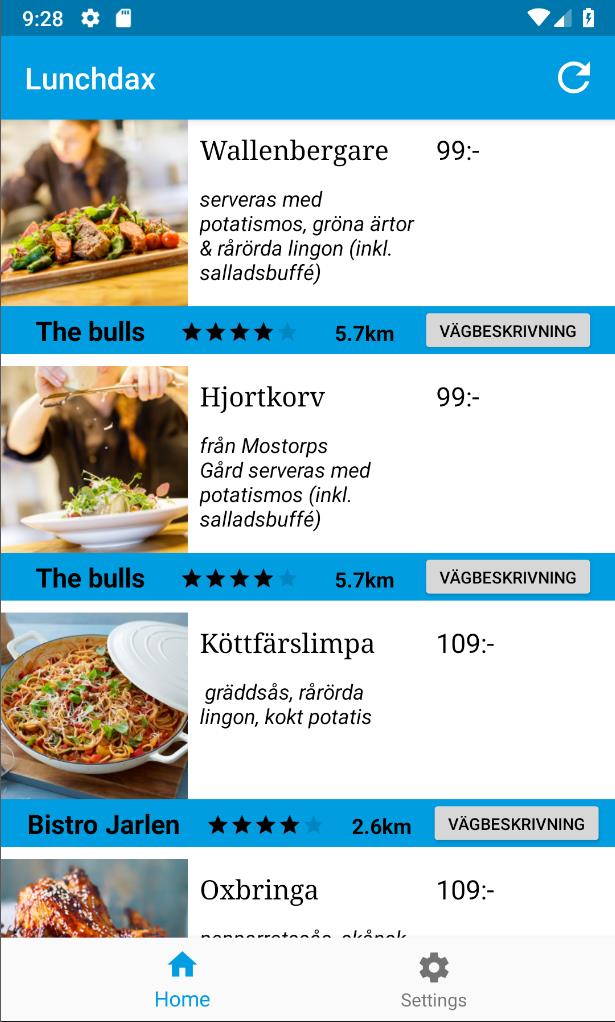 9:28
Lunchdax
Wallenbergare 99:-
serveras med
potatismos, gröna ärtor
& rårörda lingon (inkl.
salladsbuffé)
The bulls 5.7km VÄGBESKRIVNING
Hjortkorv 99:-
från Mostorps
Gård serveras med
potatismos (inkl.
salladsbuffé)
The bulls 5.7km VÄGBESKRIVNING
Köttfärslimpa 109:-
gräddsås, rårörda
lingon, kokt potatis
Bistro Jarlen 2.6km VÄGBESKRIVNING
Oxbringa 109:-
Home Settings